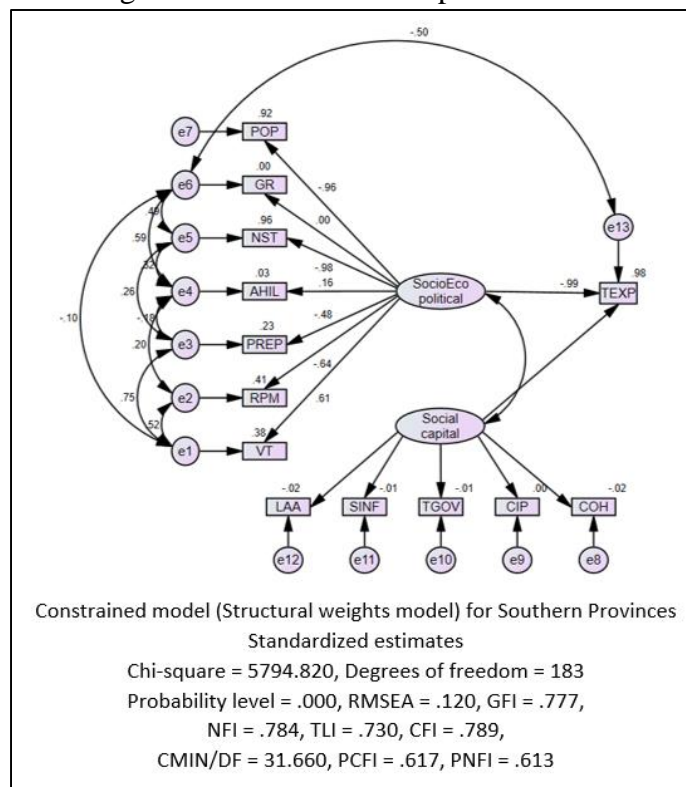 -.50
.92
e7
POP
.00
e6
GR
-.96
.49
.96
.00
e13
.59
e5
NST
.32
.03
-.98
SocioEco
political
.98
.26
e4
AHIL
.16
-.99
TEXP
-.10
-.18
.23
-.48
.20
e3
PREP
.41
-.64
e2
RPM
.61
.75
.52
.38
Social
capital
e1
VT
-.02
-.01
-.01
.00
-.02
LAA
SINF
TGOV
CIP
COH
e12
e11
e10
e9
e8
Constrained model (Structural weights model) for Southern Provinces
Standardized estimates
Chi-square = 5794.820, Degrees of freedom = 183
Probability level = .000, RMSEA = .120, GFI = .777,
NFI = .784, TLI = .730, CFI = .789,
CMIN/DF = 31.660, PCFI = .617, PNFI = .613